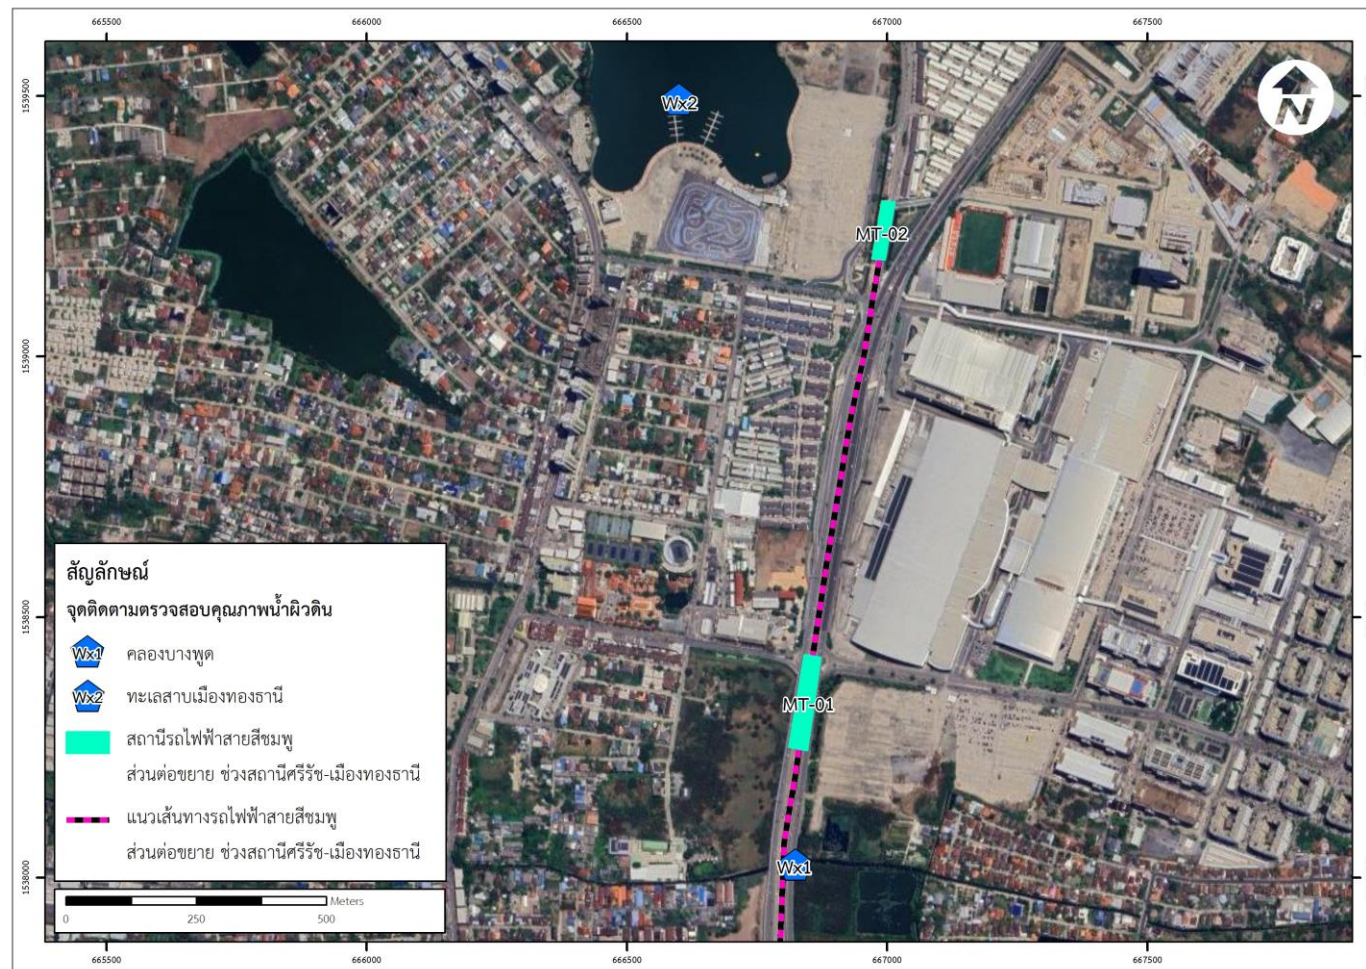 665500 666000 666500 667000 667500
1539500
1539000
1538500
1538000
N
Wx2
MT-02
MT-01
Wx1
สัญลักษณ์
จุดติดตามตรวจสอบคุณภาพน้ำผิวดิน
Wx1 คลองบางพูด
Wx2 ทะเลสาบเมืองทองธานี
สถานีรถไฟฟ้าสายสีชมพู
ส่วนต่อขยาย ช่วงสถานีศรีรัช-เมืองทองธานี
แนวเส้นทางรถไฟฟ้าสายสีชมพู
ส่วนต่อขยาย ช่วงสถานีศรีรัช-เมืองทองธานี
Meters
0 250 500
665500 666000 666500 667000 667500